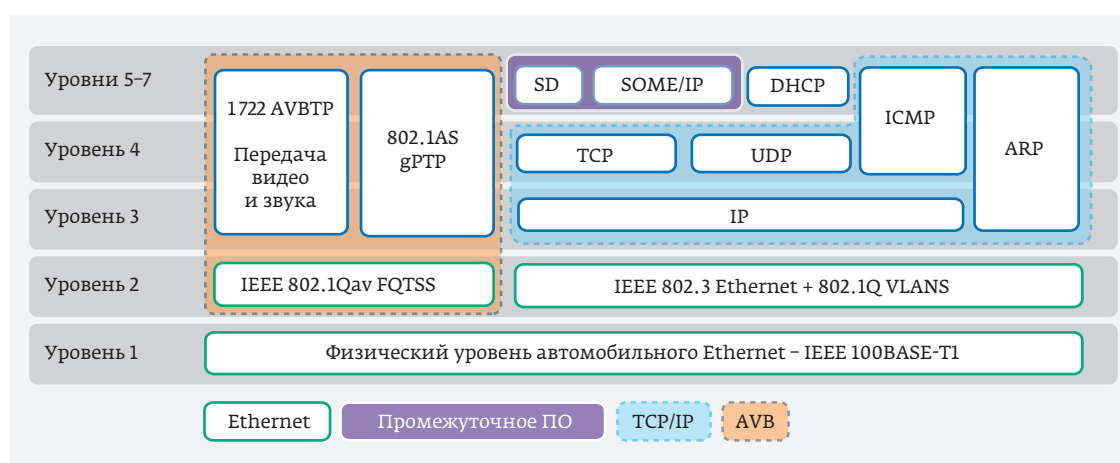 Уровни 5–7
1722 AVBTP
Передача
видео
и звука
802.1AS
gPTP
SD
SOME/IP
DHCP
ICMP
ARP
Уровень 4
TCP
UDP
Уровень 3
IP
Уровень 2
IEEE 802.1Qav FQTSS
IEEE 802.3 Ethernet + 802.1Q VLANS
Уровень 1
Физический уровень автомобильного Ethernet – IEEE 100BASE-T1
Ethernet
Промежуточное ПО
TCP/IP
AVB